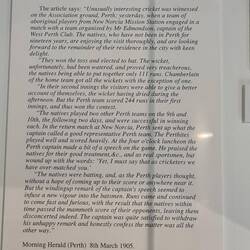 The article says: "Unusually interesting cricket was witnessed
on the Association ground, Perth, yesterday, when a team of
aboriginal players from New Norcia Mission Station engaged in a
match with a team organised by Mr Edmondson, captain of the
West Perth Club. The natives, who have not been in Perth for
nineteen years, are enjoying the visit thoroughly, and are looking
forward to the remainder of their residence in the city with keen
delight.
"They won the toss and elected to bat. The wicket,
unfortunately, had been watered, and proved very treacherous,
the natives being able to put together only 111 runs. Chamberlain
of the home team got all the wickets with the exception of one.
"In their second innings the visitors were able to give a better
account of themselves, the wicket having dried during the
afternoon. But the Perth team scored 244 runs in their first
innings, and thus won the contest.
"The natives played two other Perth teams on the 9th and
10th, the following two days, and were successful in winning
each. In the return match at New Norcia, Perth sent up what the
captain called a good representative Perth team. The Perthites
played well and scored heavily. At the four o'clock luncheon the
Perth captain made a bit of a speech on the game. He praised the
natives for their good treatment, &c., and as real sportsmen, but
wound up with the words: 'Yet, I must say that as cricketers we
have over-matched you.'
"The natives were batting, and, as the Perth players thought,
without a hope of coming up to their score or anywhere near it.
But the windingup remark of the captain's speech seemed to
infuse a new vigour into the batsmen. Runs came and continued
to come fast and furious, with the result that the natives within
time passed the mammoth score of their opponents, leaving them
disconcerted indeed. The captain was quite satisfied to withdraw
his unhappy remark and honestly confess the matter was all the
other way."
Morning Herald (Perth) 8th March 1905.